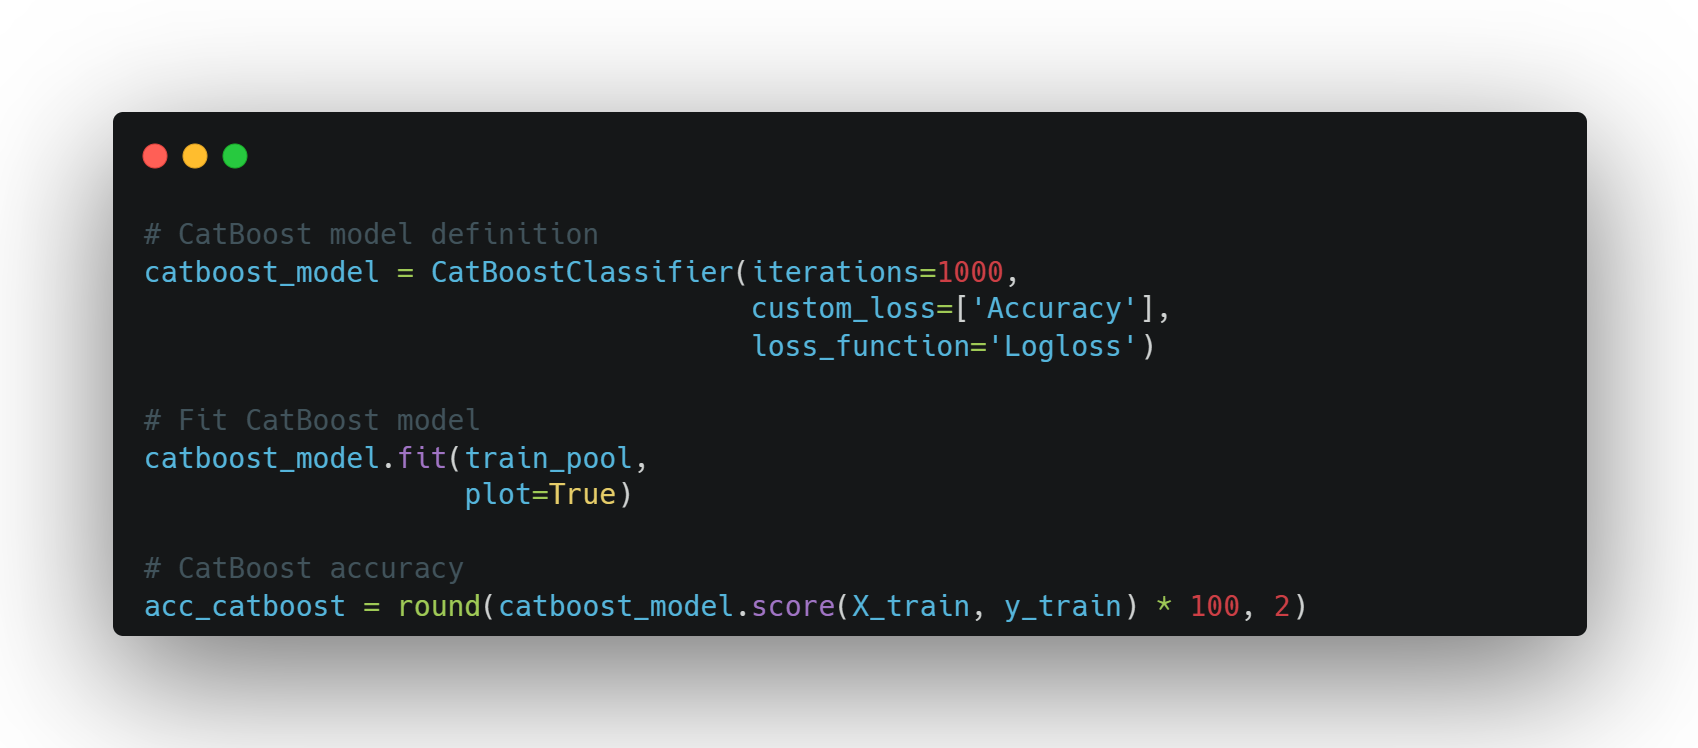 # CatBoost model definition
catboost_model = CatBoostClassifier(iterations=1000,
                                    custom_loss=['Accuracy'],
                                    loss_function='Logloss')

# Fit CatBoost model
catboost_model.fit(train_pool,
                   plot=True)

# CatBoost accuracy
acc_catboost = round(catboost_model.score(X_train, y_train) * 100, 2)